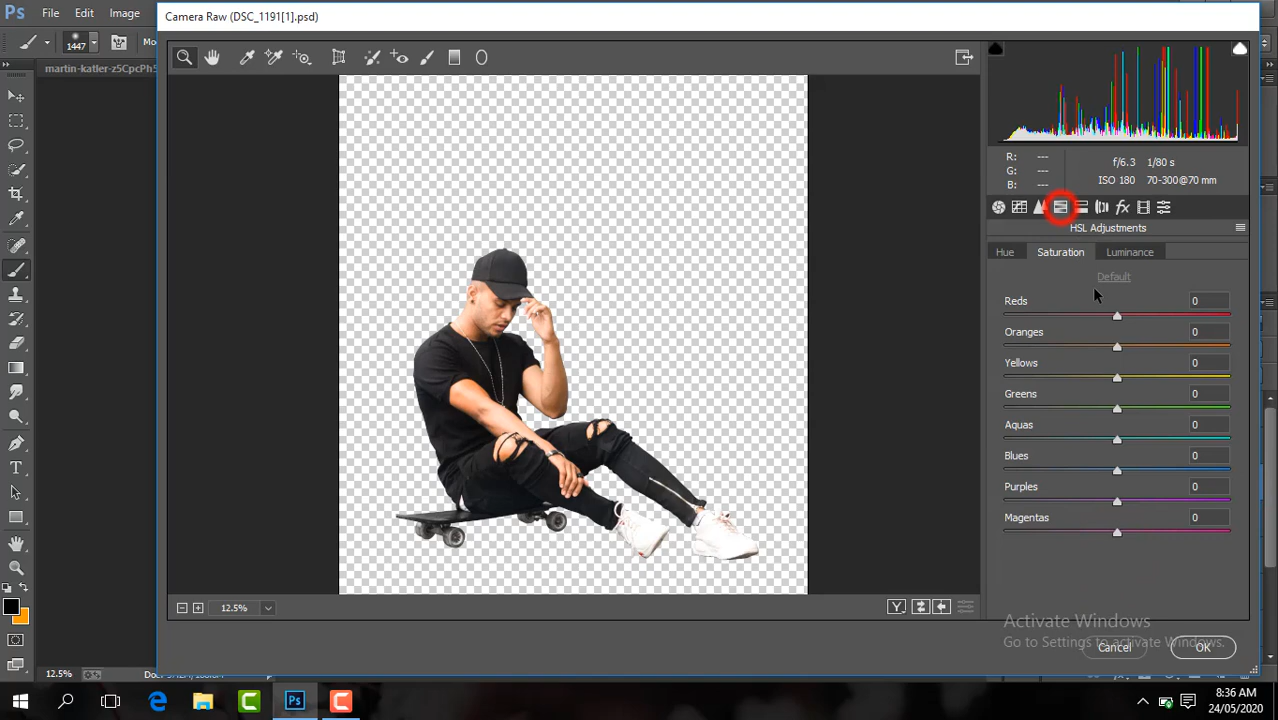 Ps File Edit Image
Camera Raw (DSC_1191[1].psd)
1447
Mo
martin-katler-z5CpcPh5
R: ---
G: ---
B: ---
f/6.3 1/80 s
ISO 180 70-300@70 mm
fx
HSL Adjustments
Hue Saturation Luminance
Default
Reds 0
Oranges 0
Yellows 0
Greens 0
Aquas 0
Blues 0
Purples 0
Magentas 0
T
12.5%
Y
Activate Windows
Go to Settings to activate Windows.
Cancel OK
12.5%
8:36 AM
24/05/2020